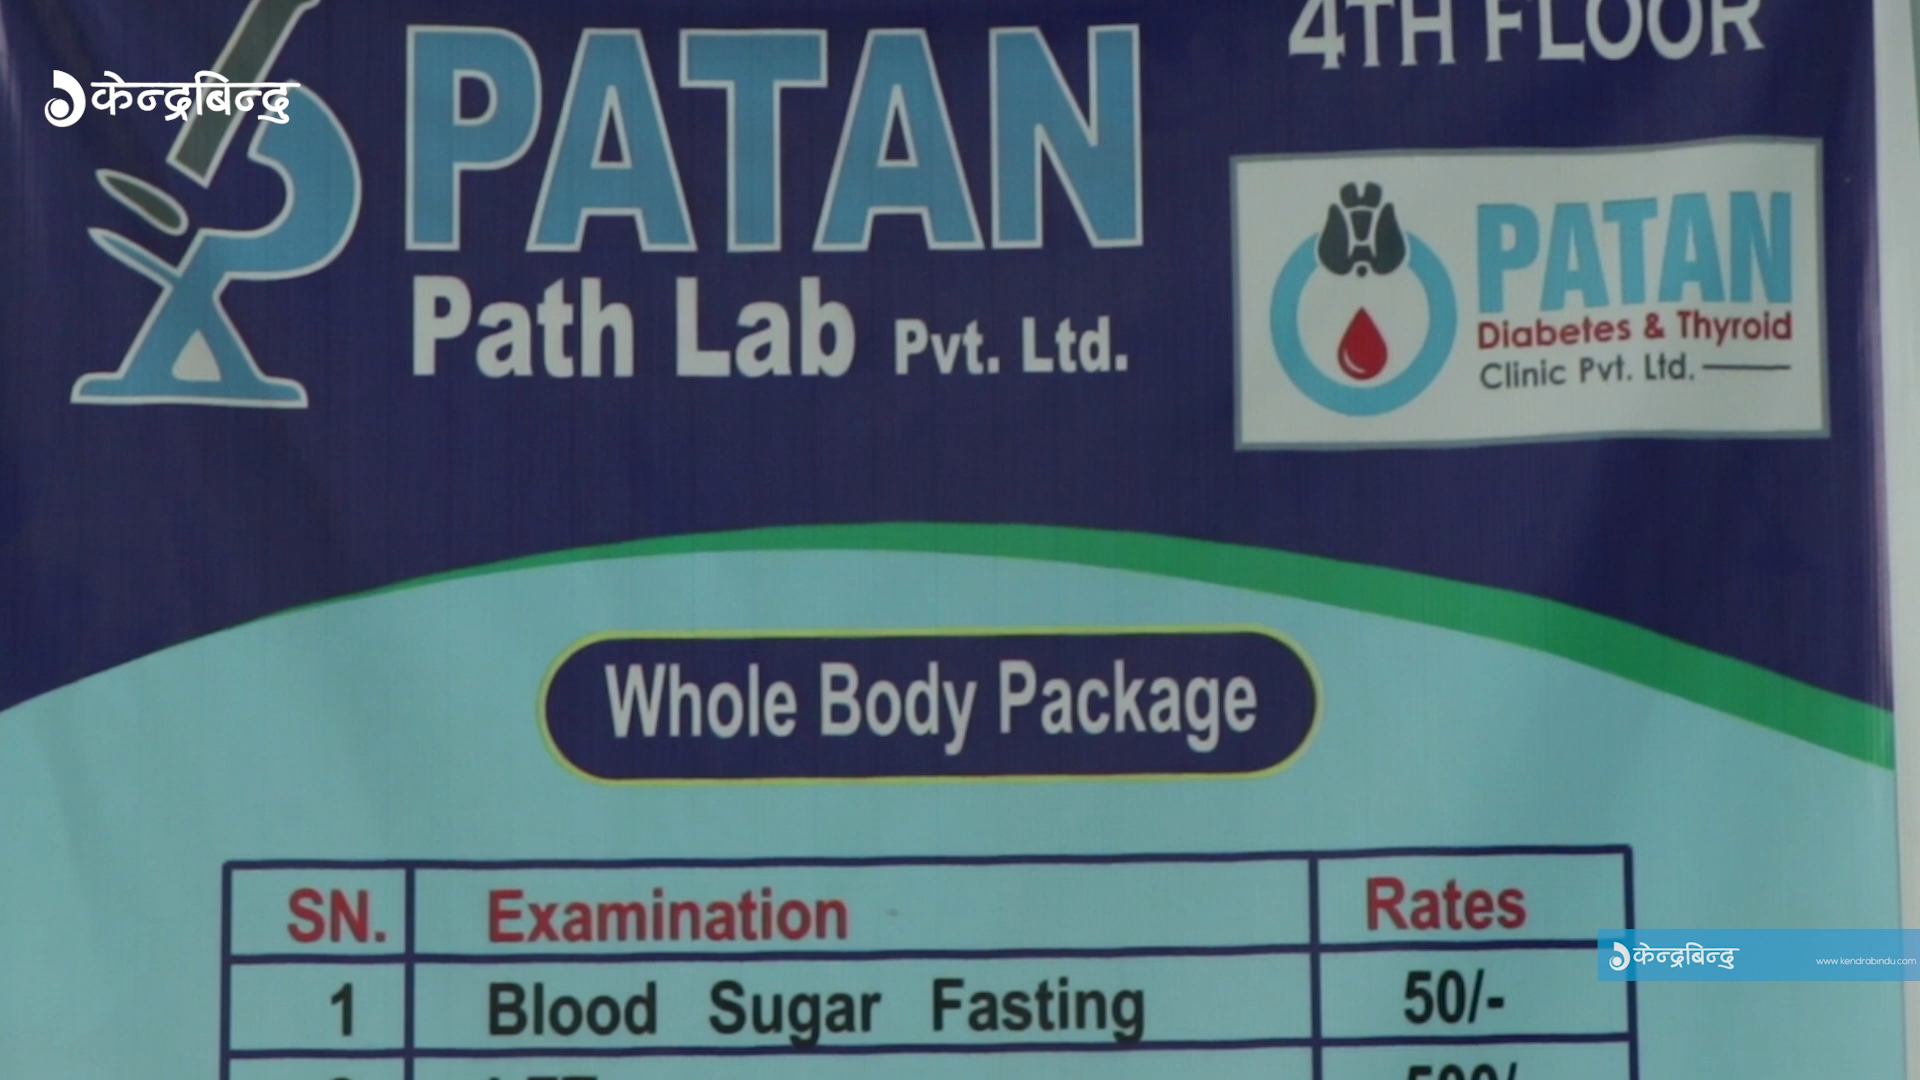 4TH FLOOR
केन्द्रबिन्दु
PATAN
Path Lab Pvt. Ltd.
PATAN
Diabetes & Thyroid
Clinic Pvt. Ltd.
Whole Body Package
SN. Examination Rates
1 Blood Sugar Fasting 50/-
केन्द्रबिन्दु www.kendrabindu.com